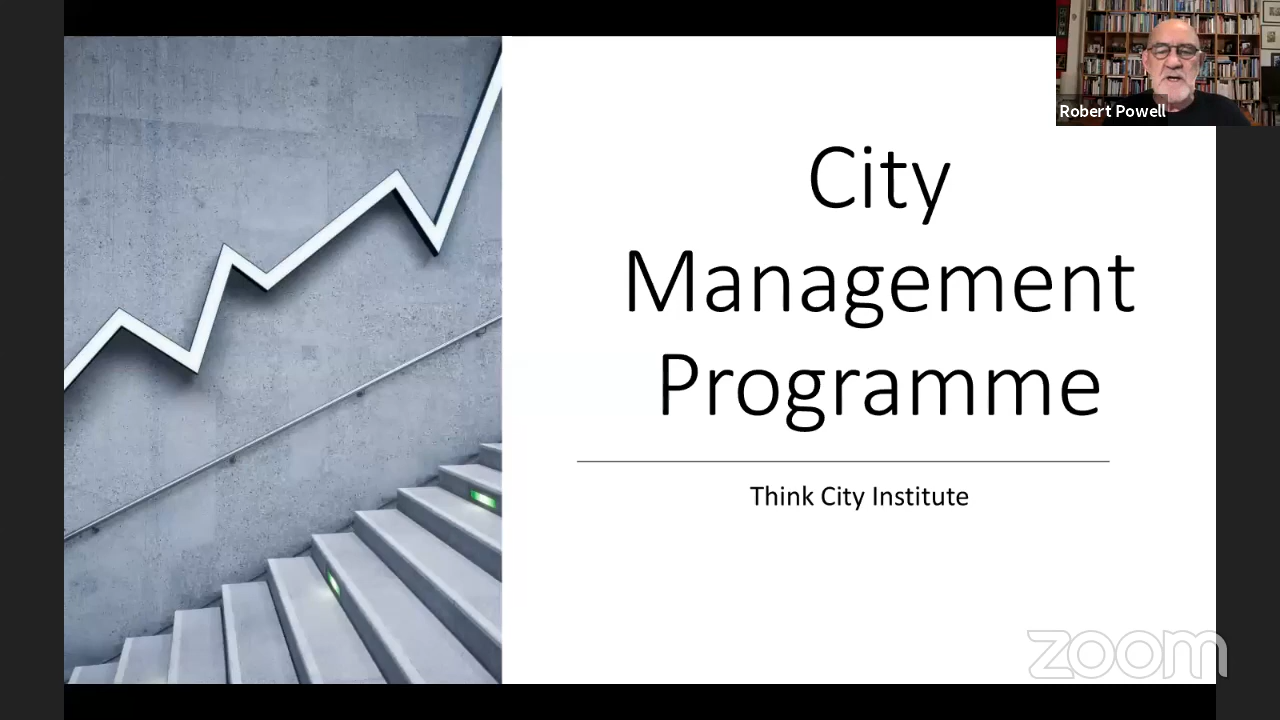 Robert Powell
City
Management
Programme
Think City Institute
zoom